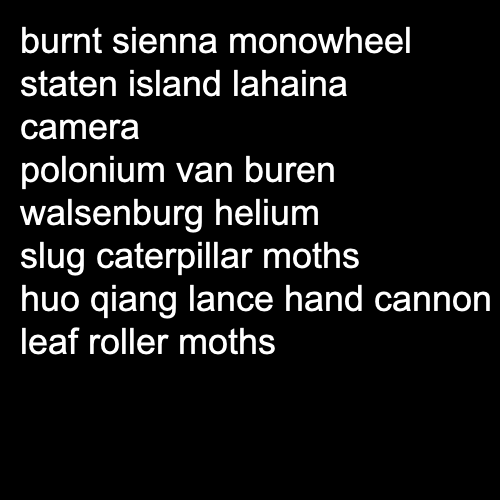 burnt sienna monowheel
staten island lahaina
camera
polonium van buren
walsenburg helium
slug caterpillar moths
huo qiang lance hand cannon
leaf roller moths